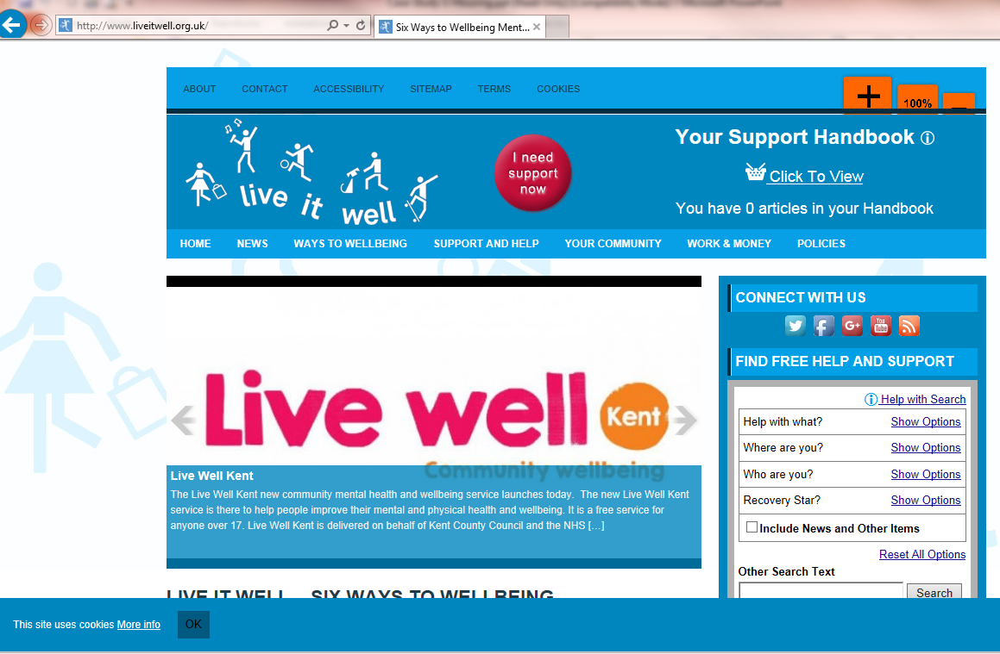 http://www.liveitwell.org.uk/
Six Ways to Wellbeing Ment...
ABOUT CONTACT ACCESSIBILITY SITEMAP TERMS COOKIES
+ 100%
live it well
I need
support
now
Your Support Handbook
Click To View
You have 0 articles in your Handbook
HOME NEWS WAYS TO WELLBEING SUPPORT AND HELP YOUR COMMUNITY WORK & MONEY POLICIES
Live well Kent
Community wellbeing
Live Well Kent
The Live Well Kent new community mental health and wellbeing service launches today. The new Live Well Kent
service is there to help people improve their mental and physical health and wellbeing. It is a free service for
anyone over 17. Live Well Kent is delivered on behalf of Kent County Council and the NHS [...]
LIVE IT WELL SIX WAYS TO WELLBEING
CONNECT WITH US
You Tube
FIND FREE HELP AND SUPPORT
Help with Search
Help with what? Show Options
Where are you? Show Options
Who are you? Show Options
Recovery Star? Show Options
Include News and Other Items
Reset All Options
Other Search Text
Search
This site uses cookies More info OK